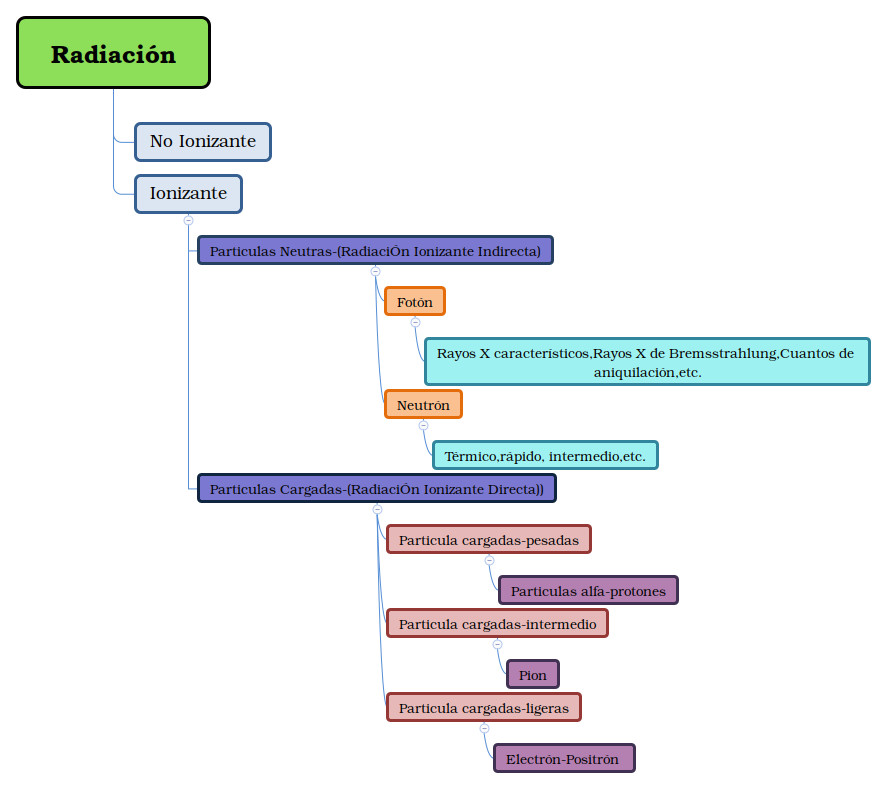 Radiación
No Ionizante
Ionizante
Particulas Neutras-(RadiaciÓn Ionizante Indirecta)
Fotón
Rayos X característicos,Rayos X de Bremsstrahlung,Cuantos de
aniquilación,etc.
Neutrón
Térmico,rápido, intermedio,etc.
Particulas Cargadas-(RadiaciÓn Ionizante Directa))
Particula cargadas-pesadas
Particulas alfa-protones
Particula cargadas-intermedio
Pion
Particula cargadas-ligeras
Electrón-Positrón